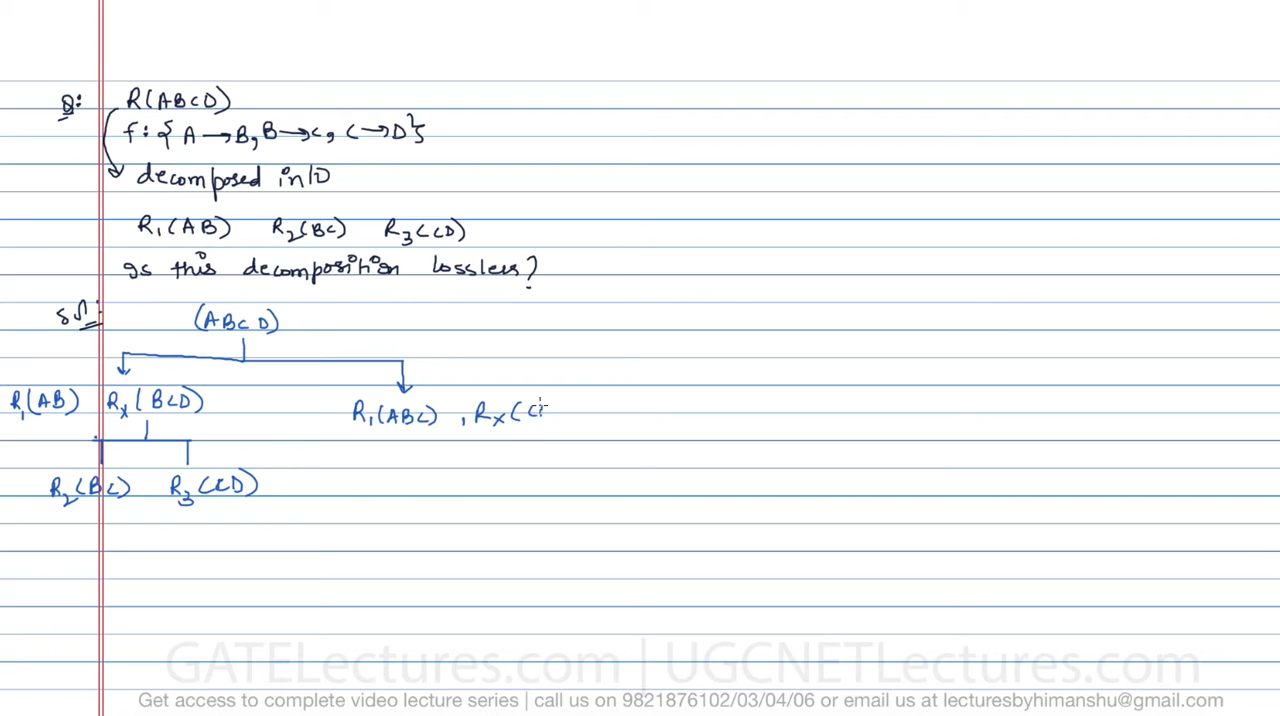 Q: R(ABCD)
f: { A → B, B → C, C → D }
decomposed into
R1(AB) R2(BC) R3(CD)
Is this decomposition lossless?
Sol:
(ABCD)
R1(AB) Rx(BCD) R1(ABC) , Rx(C
R2(BC) R3(CD)
GATELectures.com | UGCNETLectures.com
Get access to complete video lecture series | call us on 9821876102/03/04/06 or email us at lecturesbyhimanshu@gmail.com